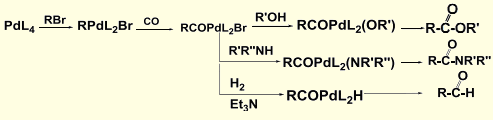 PdL₄ RBr RPdL₂Br CO RCOPdL₂Br R'OH RCOPdL₂(OR') R-C-OR' O
R'R"NH RCOPdL₂(NR'R") R-C-NR'R" O
H₂ Et₃N RCOPdL₂H R-C-H O